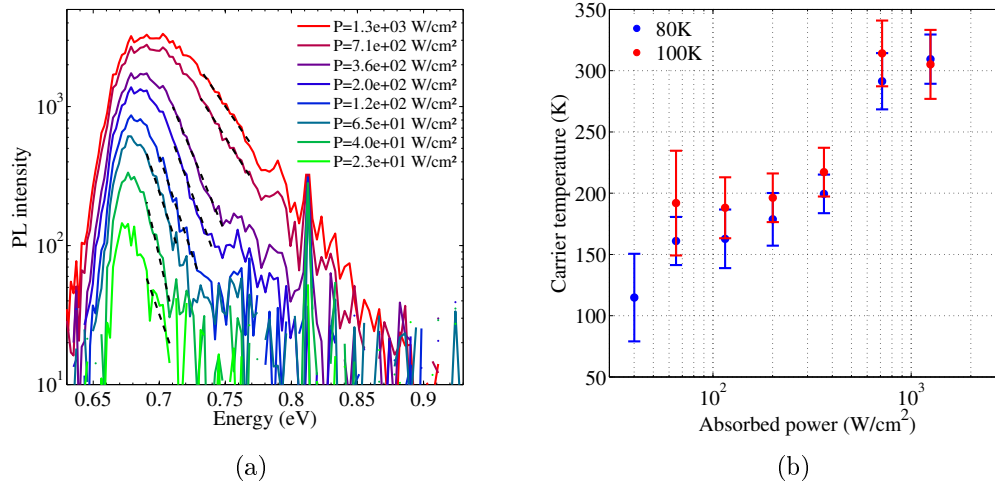 P=1.3e+03 W/cm²
P=7.1e+02 W/cm²
P=3.6e+02 W/cm²
P=2.0e+02 W/cm²
P=1.2e+02 W/cm²
P=6.5e+01 W/cm²
P=4.0e+01 W/cm²
P=2.3e+01 W/cm²
10³
10²
10¹
PL intensity
0.65 0.7 0.75 0.8 0.85 0.9
Energy (eV)
(a)
80K
100K
350
300
250
200
150
100
50
Carrier temperature (K)
10² 10³
Absorbed power (W/cm²)
(b)